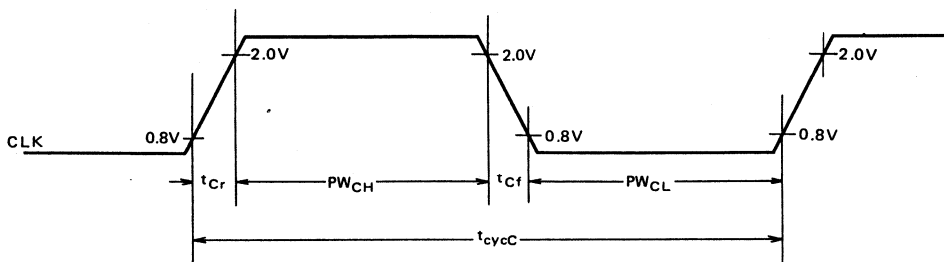 2.0V 2.0V 2.0V
CLK 0.8V 0.8V 0.8V
tCr PWCH tCf PWCL
tcycC